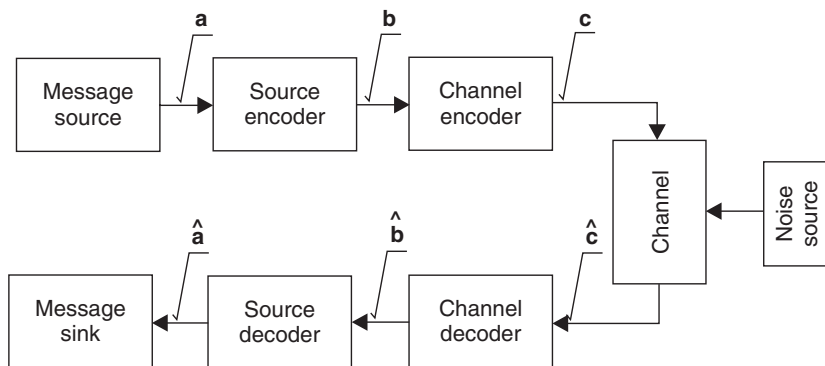 a
b
c
Message
source
Source
encoder
Channel
encoder
Channel
Noise
source
â
b̂
ĉ
Message
sink
Source
decoder
Channel
decoder